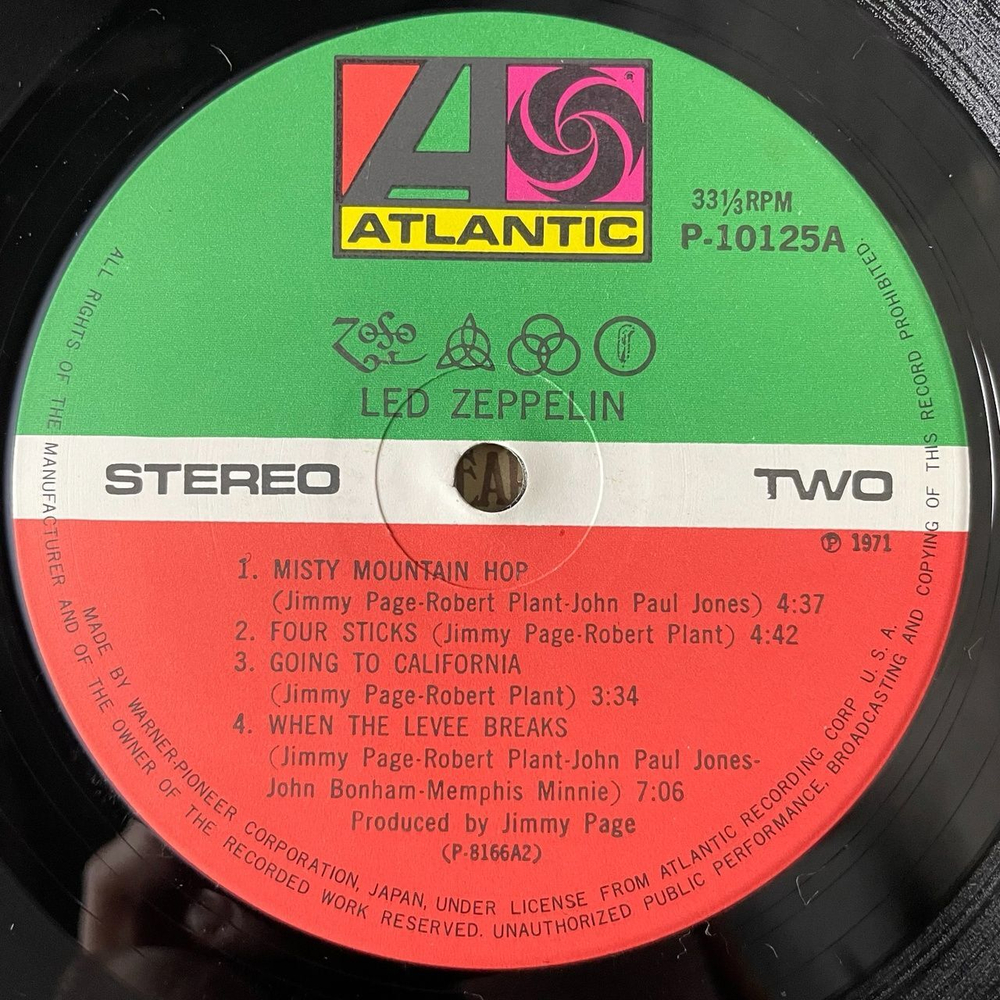 ATLANTIC
33⅓RPM
P-10125A
ZoSo
LED ZEPPELIN
STEREO
TWO
Ⓟ 1971
1. MISTY MOUNTAIN HOP
(Jimmy Page-Robert Plant-John Paul Jones) 4:37
2. FOUR STICKS (Jimmy Page-Robert Plant) 4:42
3. GOING TO CALIFORNIA
(Jimmy Page-Robert Plant) 3:34
4. WHEN THE LEVEE BREAKS
(Jimmy Page-Robert Plant-John Paul Jones-
John Bonham-Memphis Minnie) 7:06
Produced by Jimmy Page
(P-8166A2)
MADE BY WARNER-PIONEER CORPORATION, JAPAN, UNDER LICENSE FROM ATLANTIC RECORDING CORP. U. S. A.
ALL RIGHTS OF THE MANUFACTURER AND OF THE OWNER OF THE RECORDED WORK RESERVED. UNAUTHORIZED PUBLIC PERFORMANCE, BROADCASTING AND COPYING OF THIS RECORD PROHIBITED.